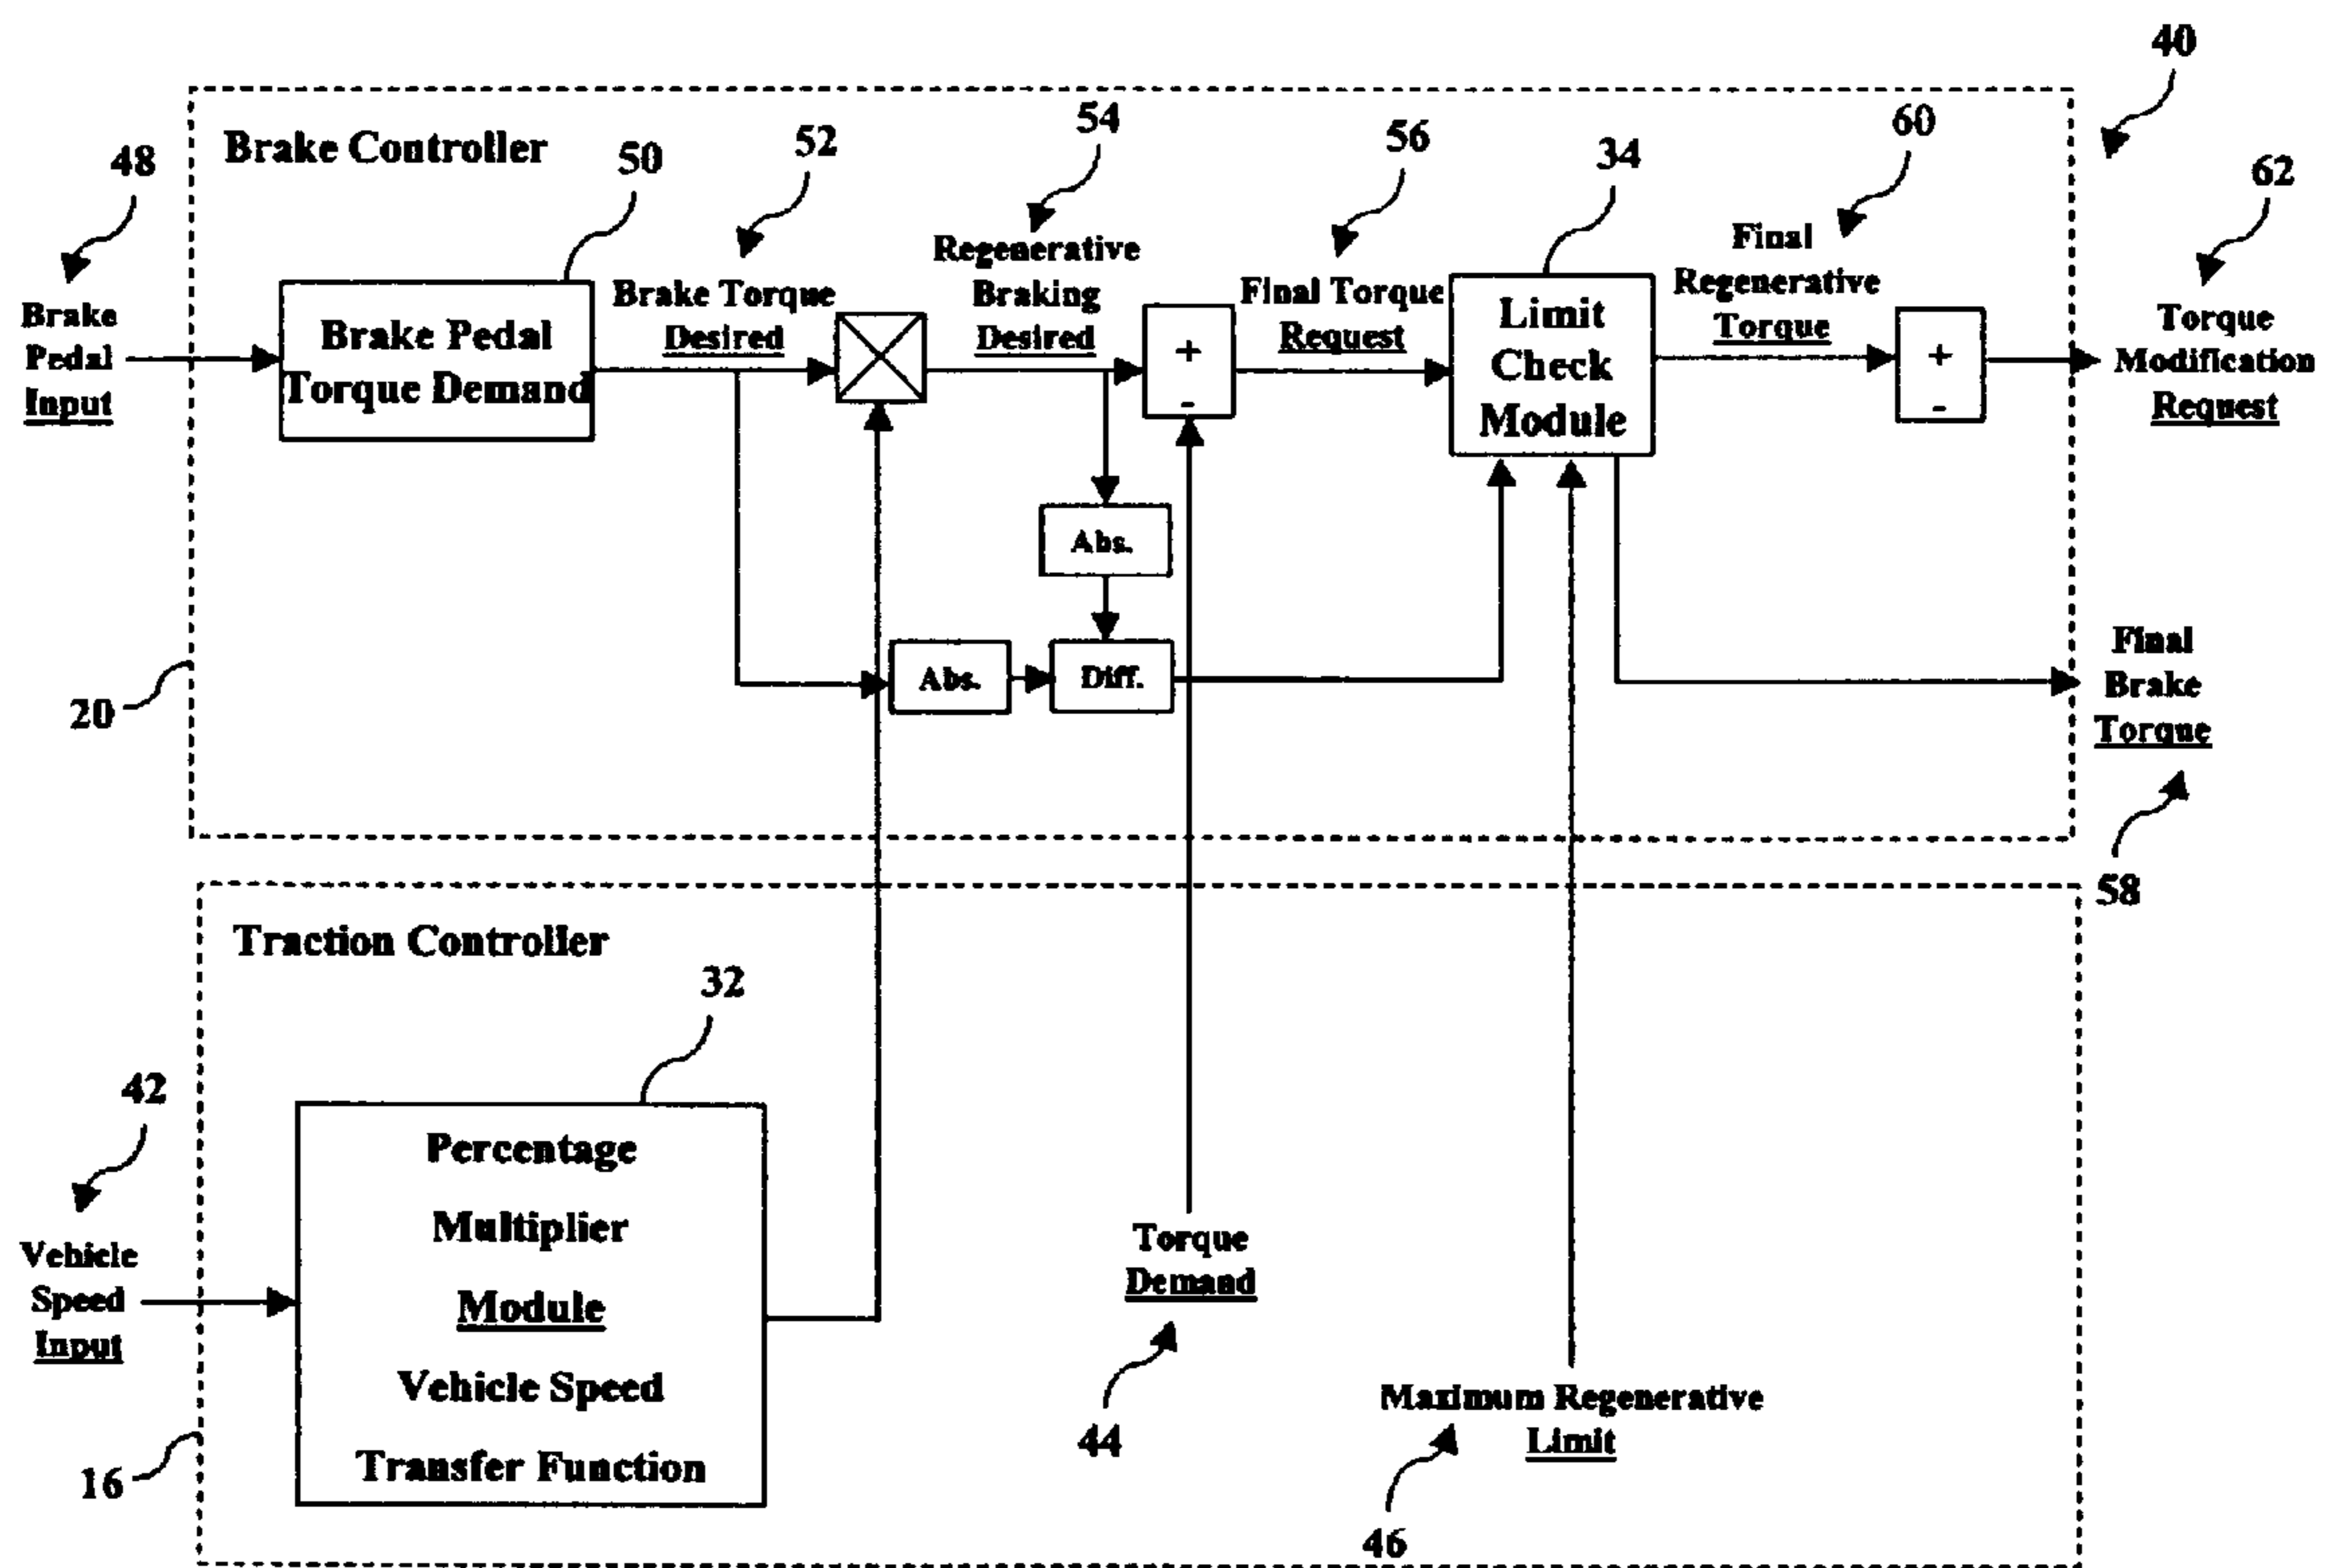 40
Brake Controller
48
50
52
54
56
34
60
62
Brake
Pedal
Input
Brake Pedal
Torque Demand
Brake Torque
Desired
Regenerative
Braking
Desired
+
-
Final Torque
Request
Limit
Check
Module
Final
Regenerative
Torque
+
-
Torque
Modification
Request
Abs.
Abs.
Diff.
20
Final
Brake
Torque
58
Traction Controller
32
42
Vehicle
Speed
Input
Percentage
Multiplier
Module
Vehicle Speed
Transfer Function
Torque
Demand
44
Maximum Regenerative
Limit
46
16